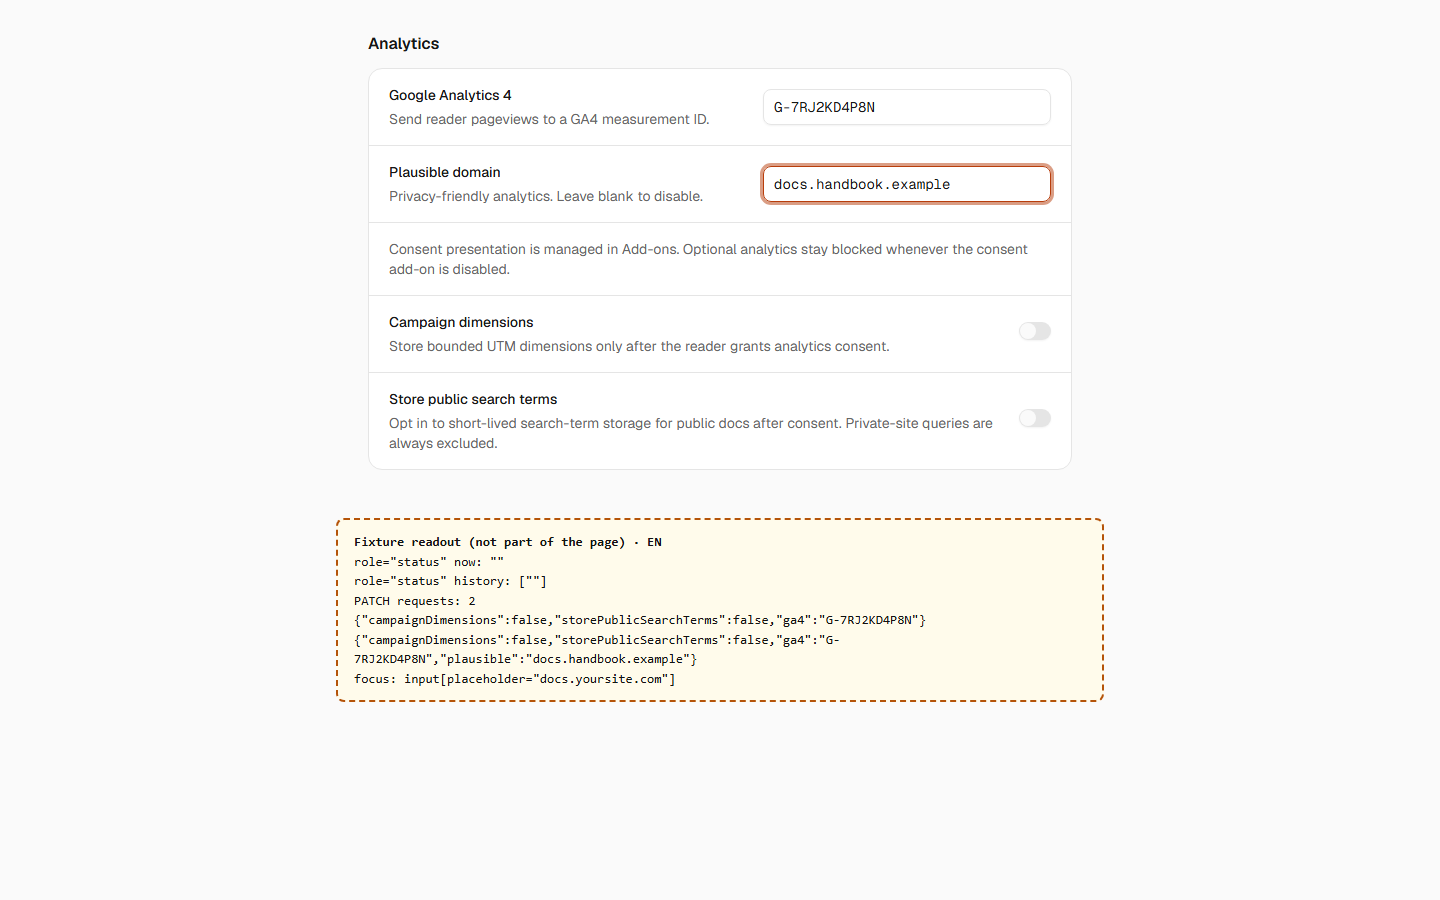 Analytics
Google Analytics 4
Send reader pageviews to a GA4 measurement ID.
G-7RJ2KD4P8N
Plausible domain
Privacy-friendly analytics. Leave blank to disable.
docs.handbook.example
Consent presentation is managed in Add-ons. Optional analytics stay blocked whenever the consent
add-on is disabled.
Campaign dimensions
Store bounded UTM dimensions only after the reader grants analytics consent.
Store public search terms
Opt in to short-lived search-term storage for public docs after consent. Private-site queries are
always excluded.
Fixture readout (not part of the page) · EN
role="status" now: ""
role="status" history: [""]
PATCH requests: 2
{"campaignDimensions":false,"storePublicSearchTerms":false,"ga4":"G-7RJ2KD4P8N"}
{"campaignDimensions":false,"storePublicSearchTerms":false,"ga4":"G-
7RJ2KD4P8N","plausible":"docs.handbook.example"}
focus: input[placeholder="docs.yoursite.com"]